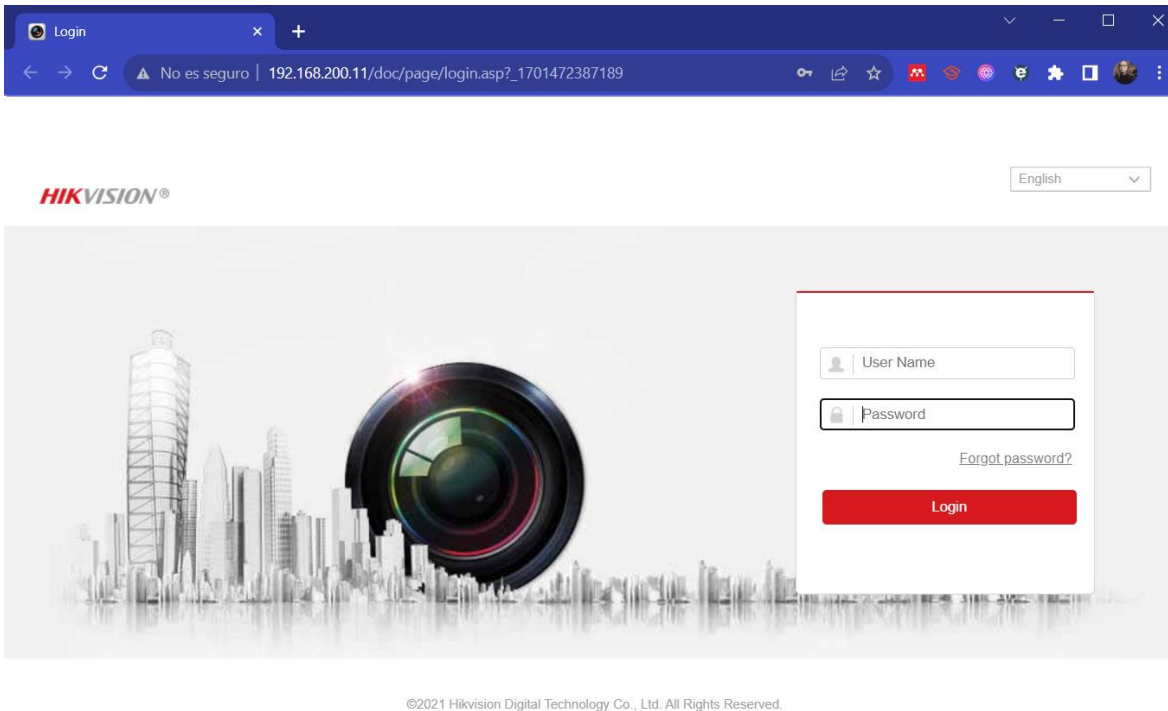 Login
No es seguro | 192.168.200.11/doc/page/login.asp?_1701472387189
English
HIKVISION®
User Name
Password
Forgot password?
Login
©2021 Hikvision Digital Technology Co., Ltd. All Rights Reserved.